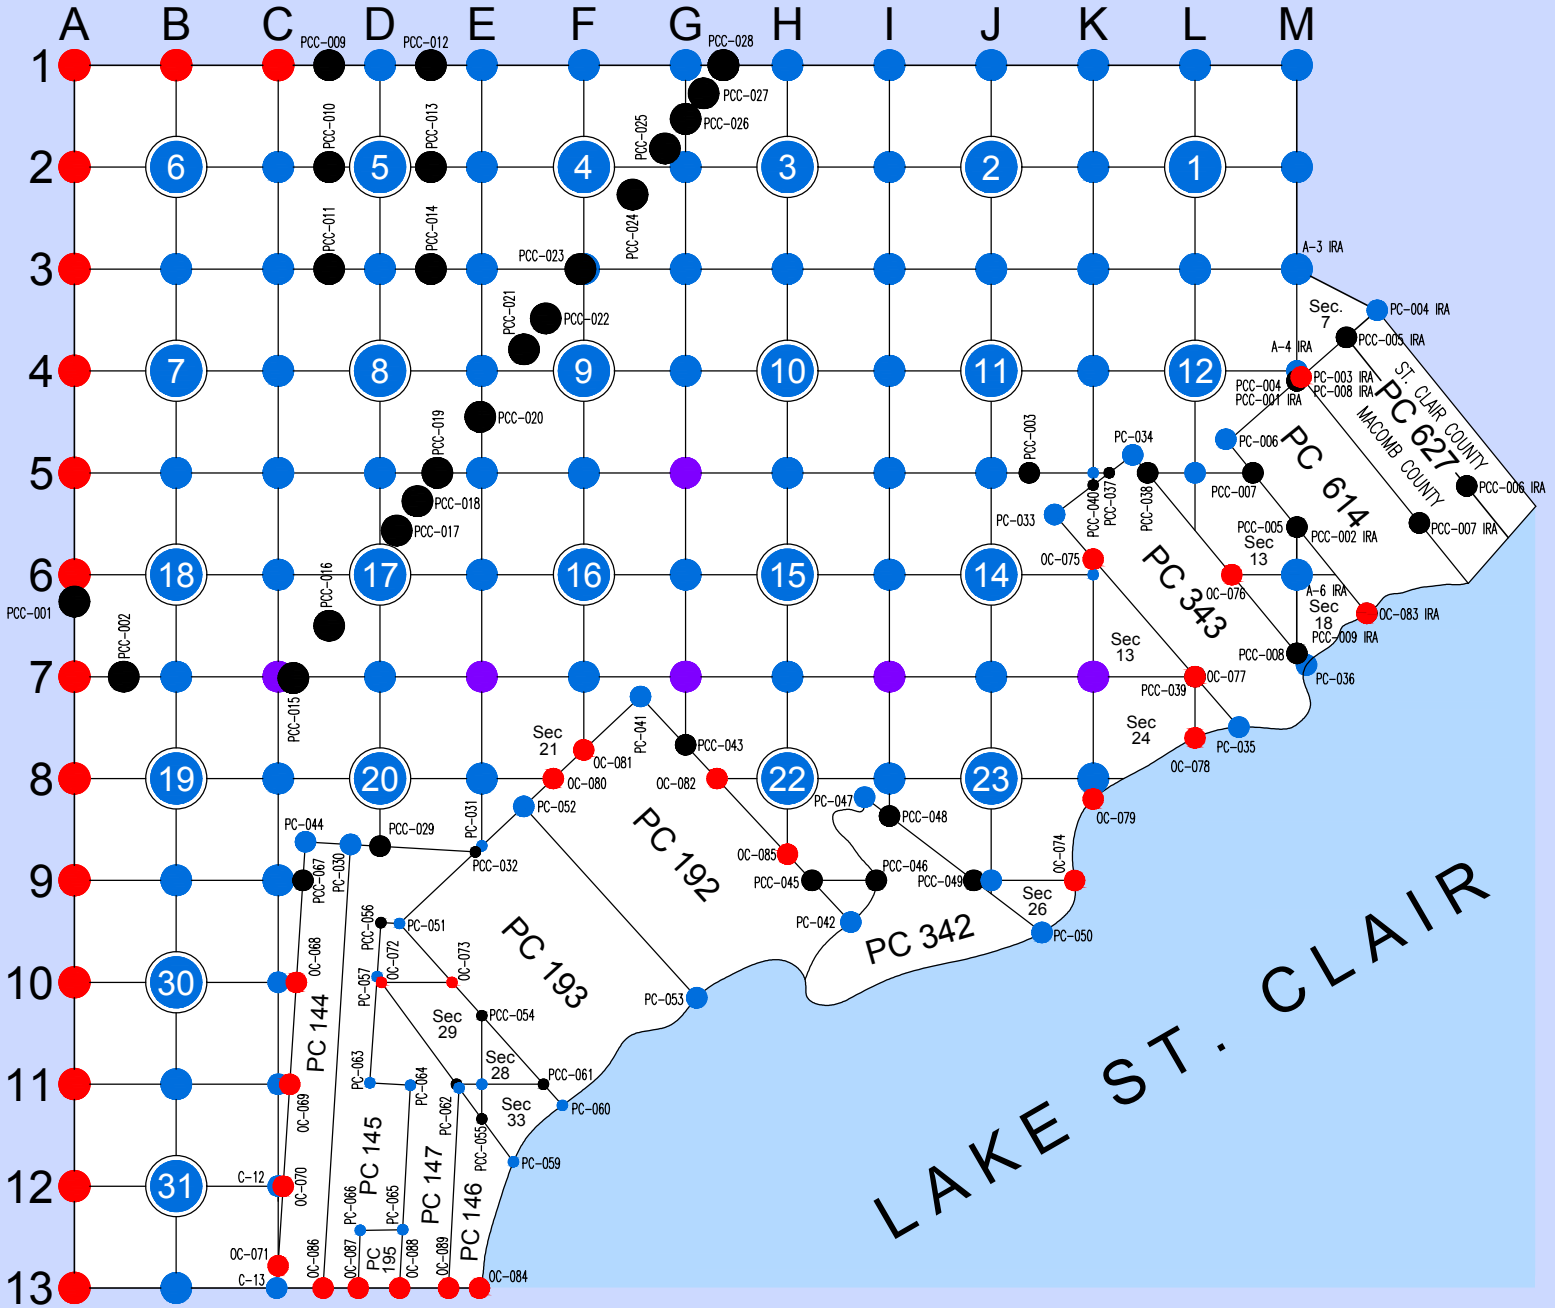 A B C D E F G H I J K L M
PCC-009 PCC-012 PCC-028
1
PCC-027
PCC-010 PCC-013 PCC-025 PCC-026
2 6 5 4 3 2 1
PCC-011 PCC-014 PCC-024
A-3 IRA
3 PCC-023
Sec.
7
PC-004 IRA
PCC-021 PCC-022
PCC-005 IRA
A-4 IRA
4 7 8 9 10 11 12
PC-003 IRA
PCC-004 PC-008 IRA
PCC-001 IRA
ST. CLAIR COUNTY
PC 627
MACOMB COUNTY
PCC-020
PCC-019 PCC-003 PC-034 PC-006
PC 614
5
PCC-018 PCC-040 PCC-037 PCC-038 PCC-007 PCC-006 IRA
PCC-017 PC-033 PCC-005 PCC-002 IRA PCC-007 IRA
Sec
13
OC-075 PC 343
PCC-016
6 18 17 16 15 14
OC-076 A-6 IRA
PCC-001
Sec
18
OC-083 IRA
PCC-002
Sec
13
PCC-009 IRA
PCC-008
7
PCC-015 OC-077 PC-036
PCC-039
Sec
21
PC-041 PCC-043
Sec
24
PC-035
OC-081 OC-078
8 19 20 22 23
OC-080 OC-082
PC-052 PC-047
PC-044 PCC-029 PC-031 PCC-048 OC-079
PC-030 PCC-032 PC 192
OC-085 OC-074
PCC-067 PCC-046
9
PCC-045 PCC-049
Sec
26
PCC-056 PC-051 PC-042 PC-050
PC 193 PC 342
OC-068 OC-072 OC-073
10 30
PC-057 PC-053
PC 144
Sec
29
PCC-054
PC-063 PC-064
Sec
28
11
PCC-061
OC-069 PC-062
Sec
33
PC-060
PC 145 PC 147
PCC-055
PC-059
12 31
C-12 OC-070
PC-066 PC-065 PC 146
OC-071 OC-086 OC-087
PC
195
OC-088 OC-089 OC-084
13
C-13
LAKE ST. CLAIR